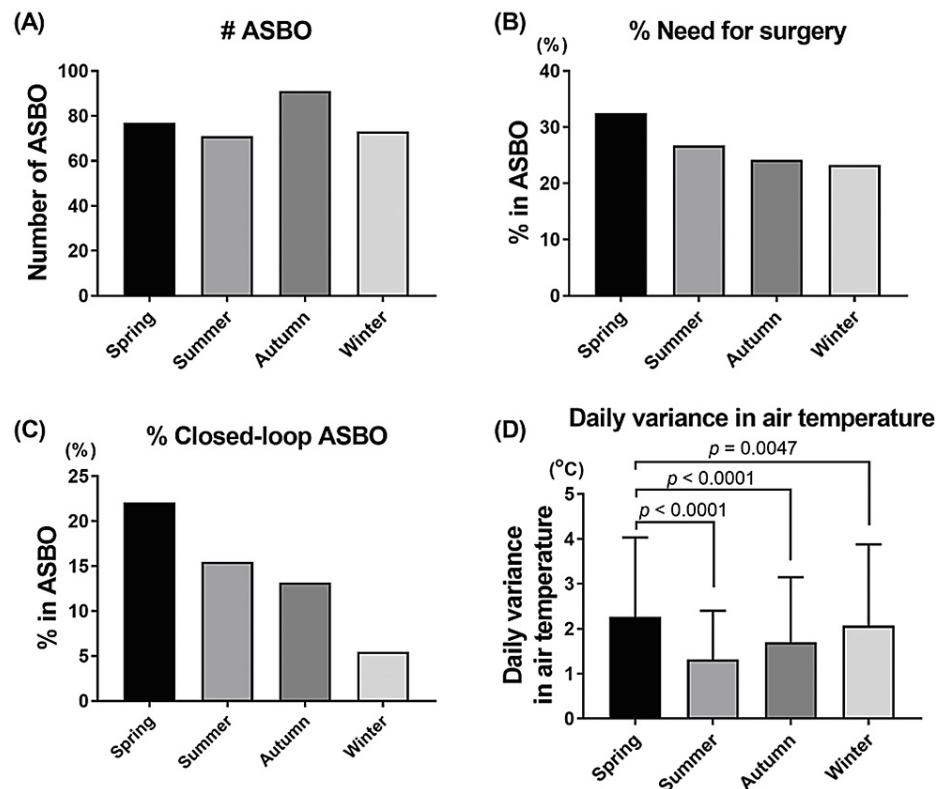 (A)
# ASBO
Number of ASBO
100
80
60
40
20
0
Spring
Summer
Autumn
Winter
(B)
% Need for surgery
(%)
% in ASBO
40
30
20
10
0
Spring
Summer
Autumn
Winter
(C)
% Closed-loop ASBO
(%)
% in ASBO
25
20
15
10
5
0
Spring
Summer
Autumn
Winter
(D)
Daily variance in air temperature
(°C)
Daily variance
in air temperature
p = 0.0047
p < 0.0001
p < 0.0001
5
4
3
2
1
0
Spring
Summer
Autumn
Winter